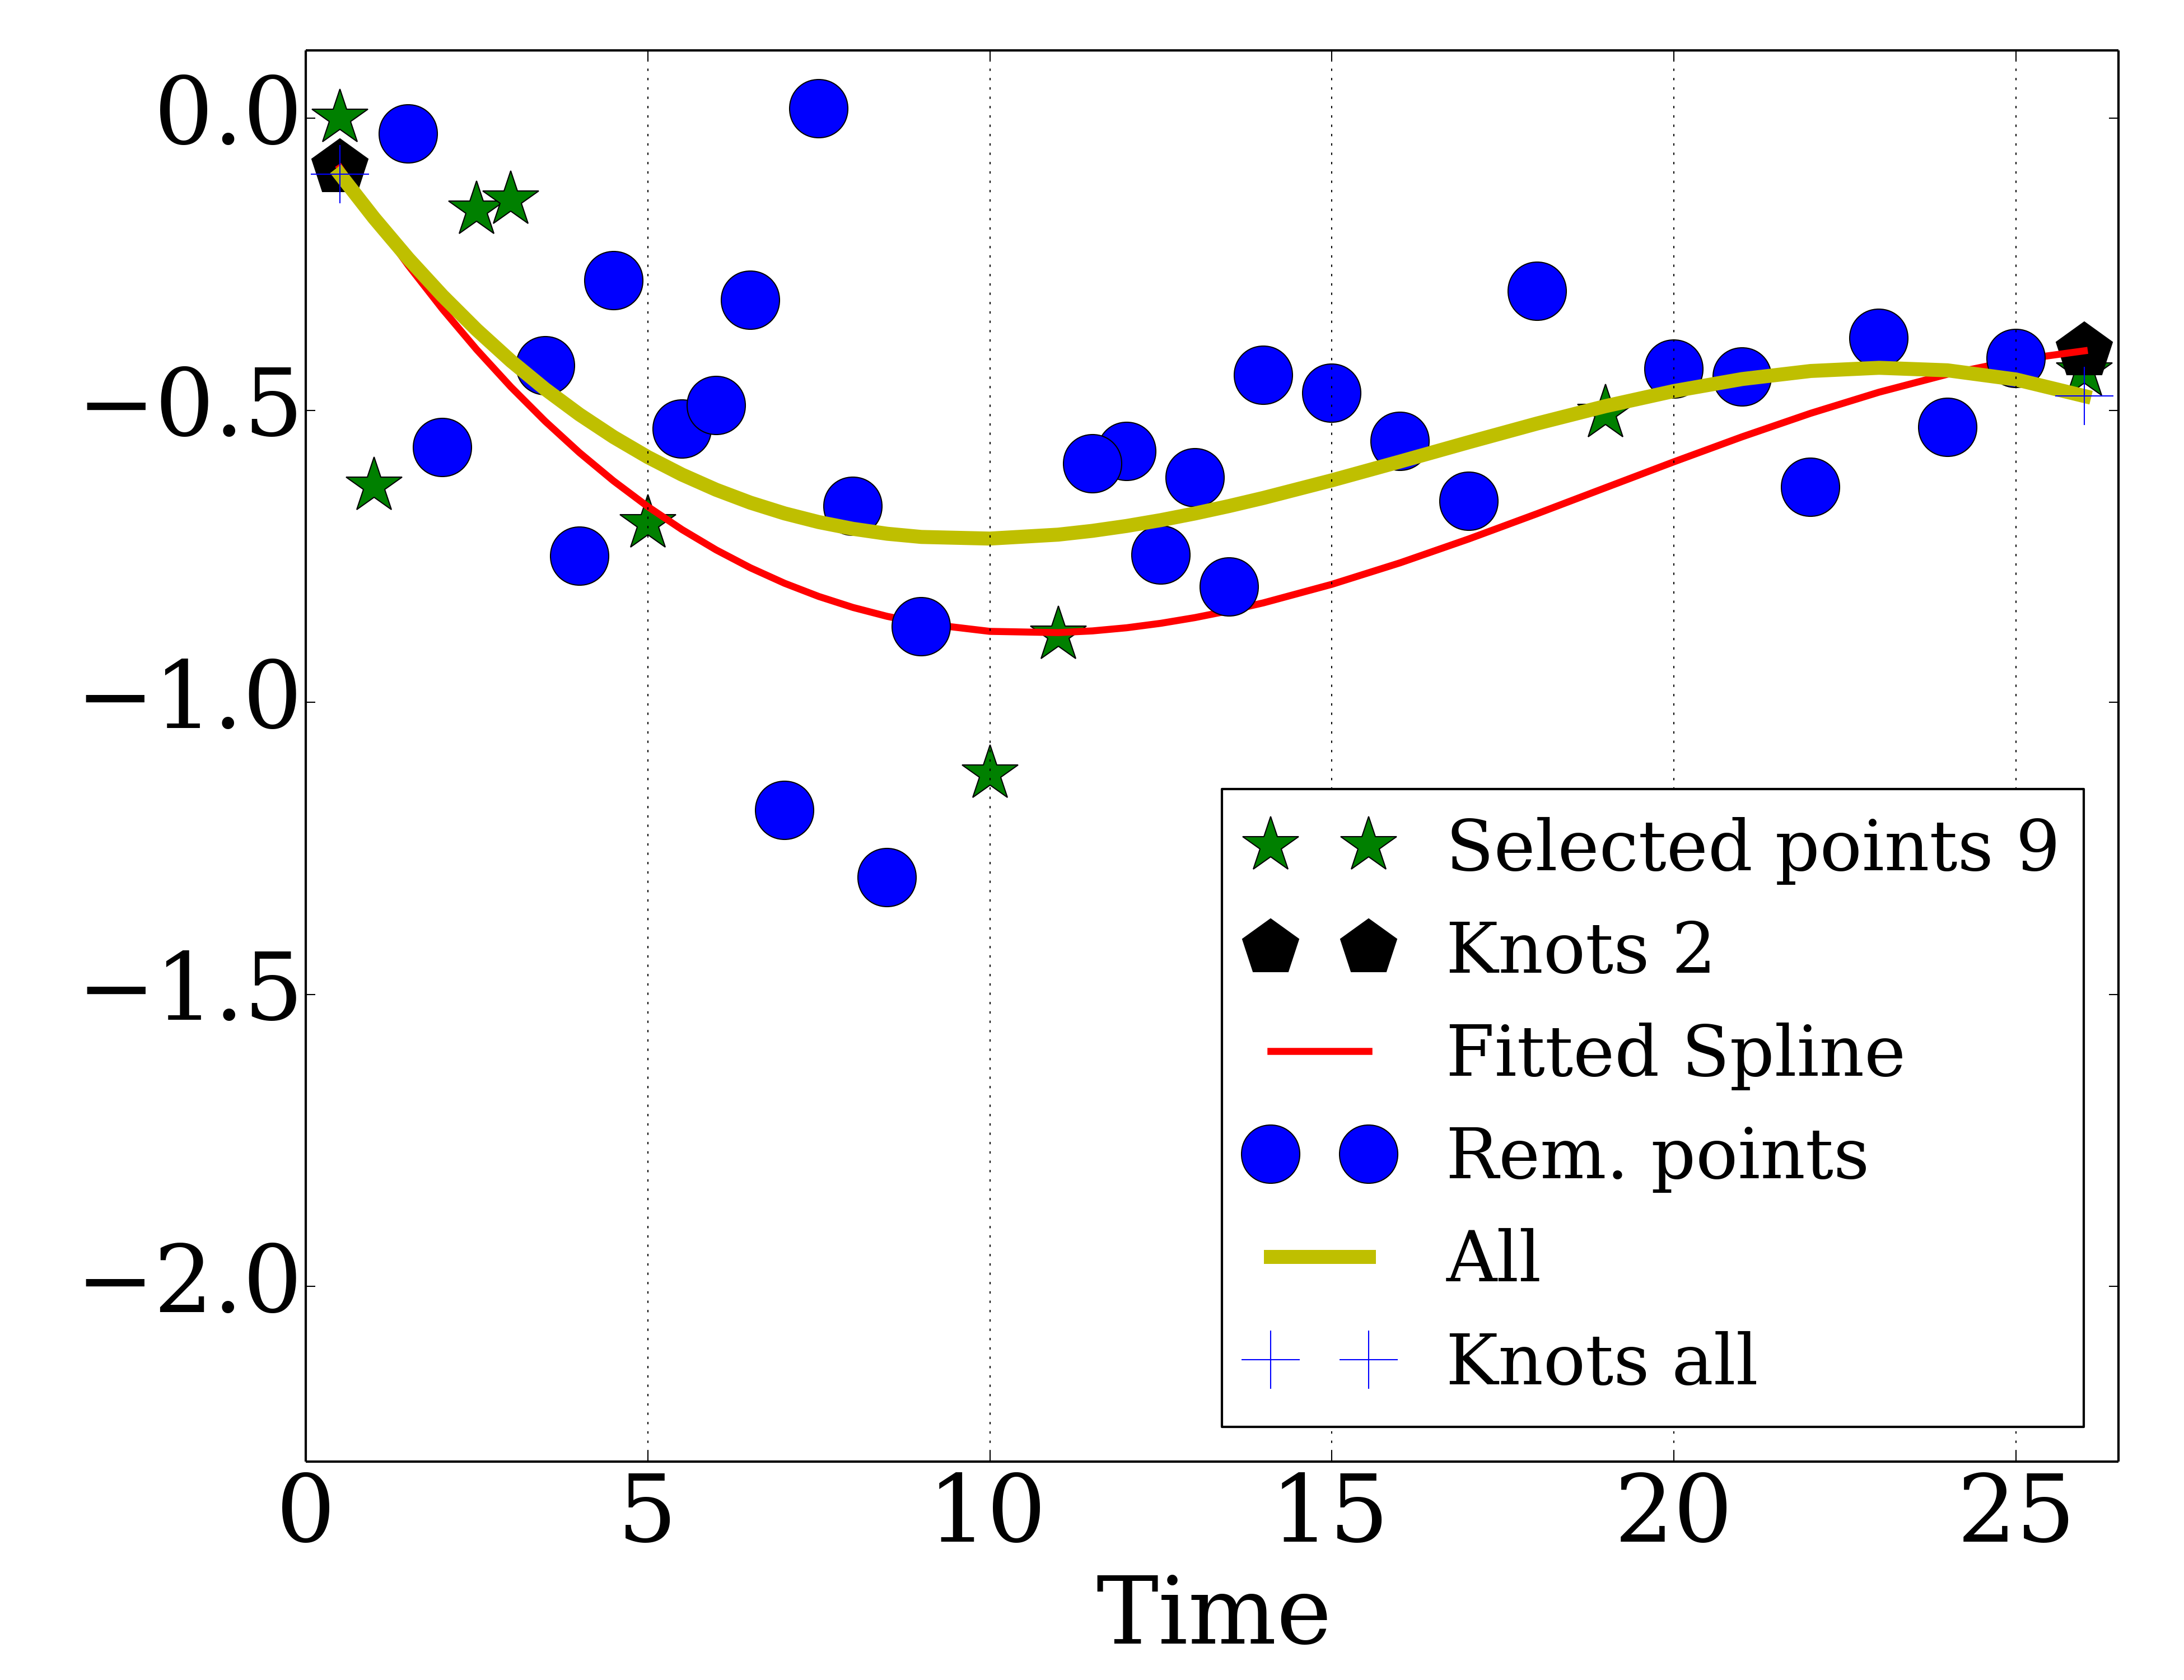 0.0
−0.5
−1.0
−1.5
−2.0
Selected points 9
Knots 2
Fitted Spline
Rem. points
All
Knots all
0 5 10 15 20 25
Time